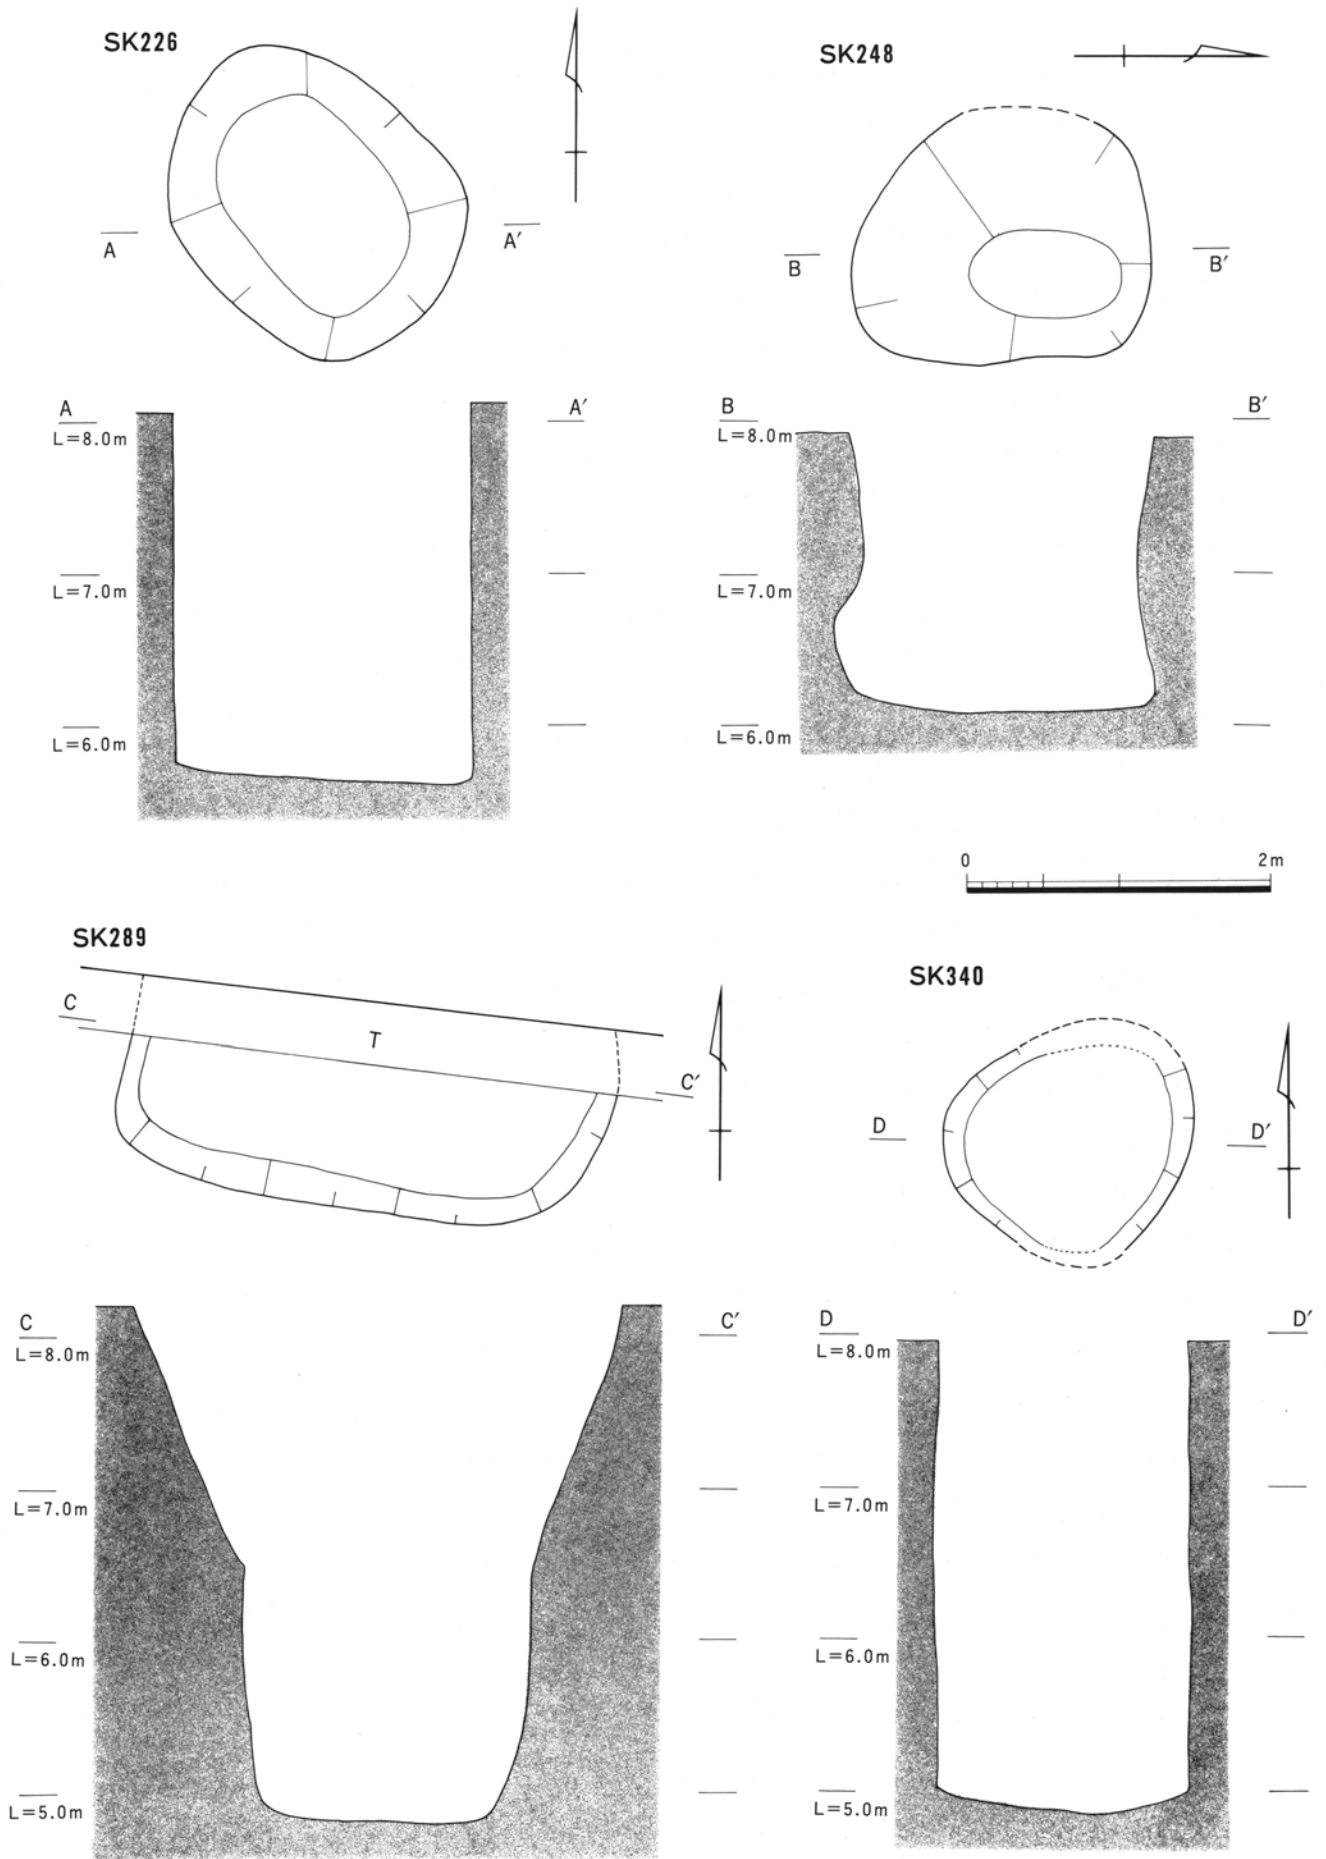 SK226
A
A′
A
A′
L=8.0m
L=7.0m
L=6.0m
SK248
B
B′
B
B′
L=8.0m
L=7.0m
L=6.0m
0 2m
SK289
C
T
C′
C
C′
L=8.0m
L=7.0m
L=6.0m
L=5.0m
SK340
D
D′
D
D′
L=8.0m
L=7.0m
L=6.0m
L=5.0m